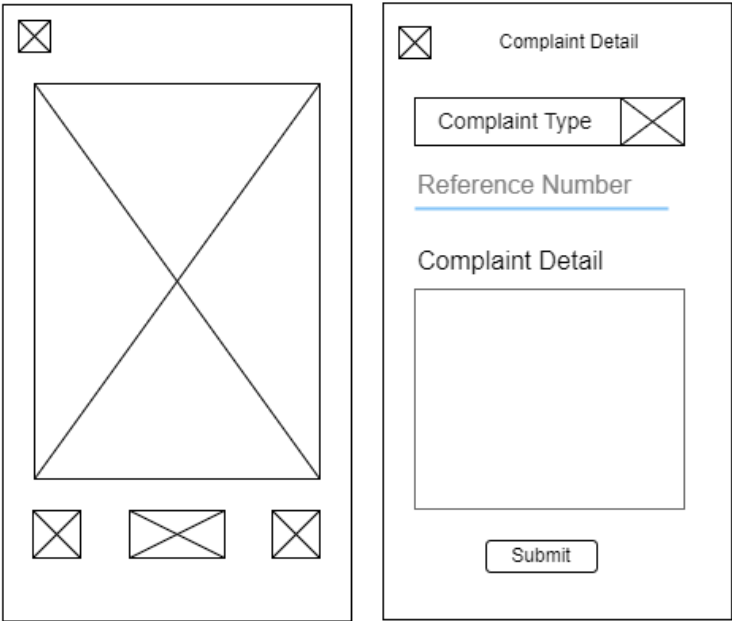 Complaint Detail
Complaint Type
Reference Number
Complaint Detail
Submit